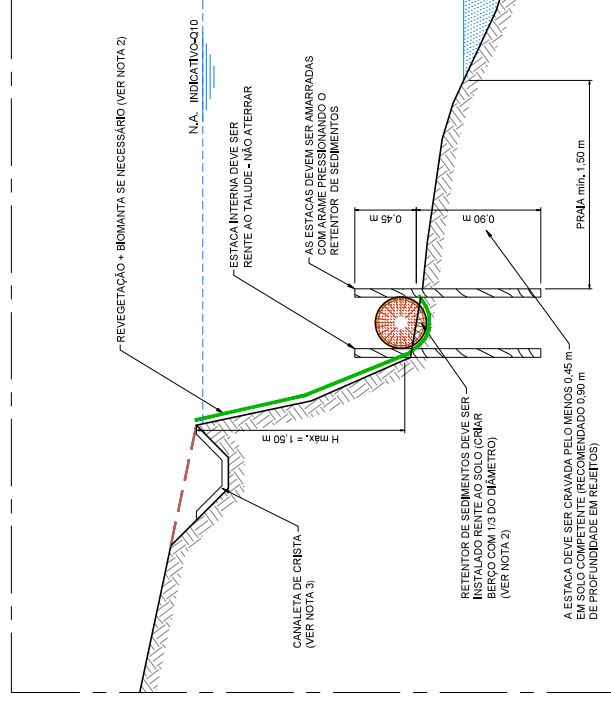 REVEGETAÇÃO + BIOMANTA SE NECESSÁRIO (VER NOTA 2)
N.A. INDICATIVO-Q10
ESTACA INTERNA DEVE SER
RENTE AO TALUDE - NÃO ATERRAR
AS ESTACAS DEVEM SER AMARRADAS
COM ARAME PRESSIONANDO O
RETENTOR DE SEDIMENTOS
0,45 m
0,90 m
PRAIA mín. 1,50 m
H máx. = 1,50 m
CANALETA DE CRISTA
(VER NOTA 3)
RETENTOR DE SEDIMENTOS DEVE SER
INSTALADO RENTE AO SOLO (CRIAR
BERÇO COM 1/3 DO DIÂMETRO)
(VER NOTA 2)
A ESTACA DEVE SER CRAVADA PELO MENOS 0,45 m
EM SOLO COMPETENTE (RECOMENDADO 0,90 m
DE PROFUNDIDADE EM REJEITOS)